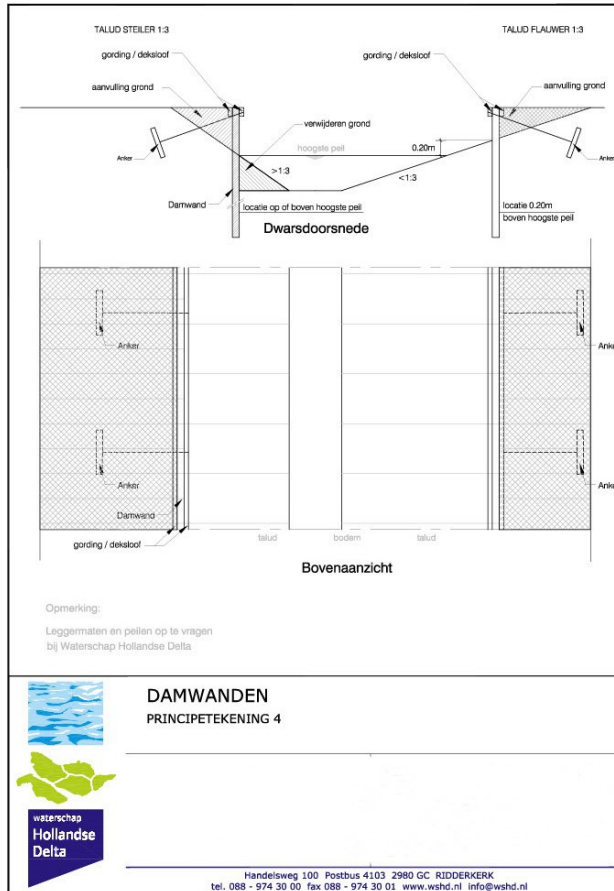 TALUD STEILER 1:3
TALUD FLAUWER 1:3
gording / deksloof
gording / deksloof
aanvulling grond
aanvulling grond
verwijderen grond
hoogste peil
0.20m
Anker
Anker
>1:3
<1:3
Damwand
locatie op of boven hoogste peil
locatie 0.20m
boven hoogste peil
Dwarsdoorsnede
Anker
Anker
Anker
Anker
Damwand
gording / deksloof
talud
bodem
talud
Bovenaanzicht
Opmerking:
Leggermaten en peilen op te vragen
bij Waterschap Hollandse Delta
DAMWANDEN
PRINCIPETEKENING 4
waterschap
Hollandse
Delta
Handelsweg 100 Postbus 4103 2980 GC RIDDERKERK
tel. 088 - 974 30 00 fax 088 - 974 30 01 www.wshd.nl info@wshd.nl